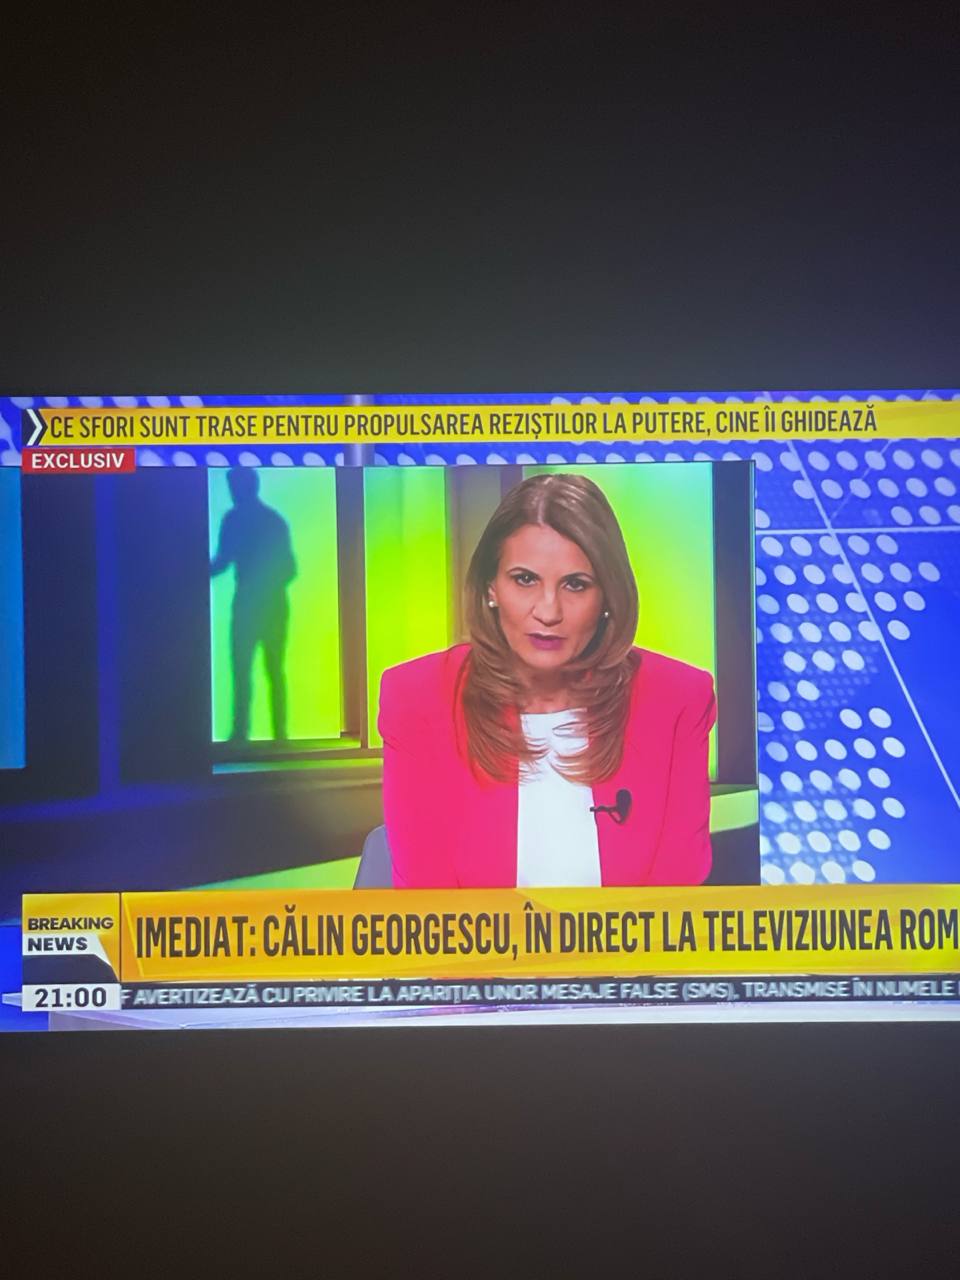 CE SFORI SUNT TRASE PENTRU PROPULSAREA REZIȘTILOR LA PUTERE, CINE ÎI GHIDEAZĂ
EXCLUSIV
BREAKING
NEWS
IMEDIAT: CĂLIN GEORGESCU, ÎN DIRECT LA TELEVIZIUNEA ROM
21:00
F AVERTIZEAZĂ CU PRIVIRE LA APARIȚIA UNOR MESAJE FALSE (SMS), TRANSMISE ÎN NUMELE